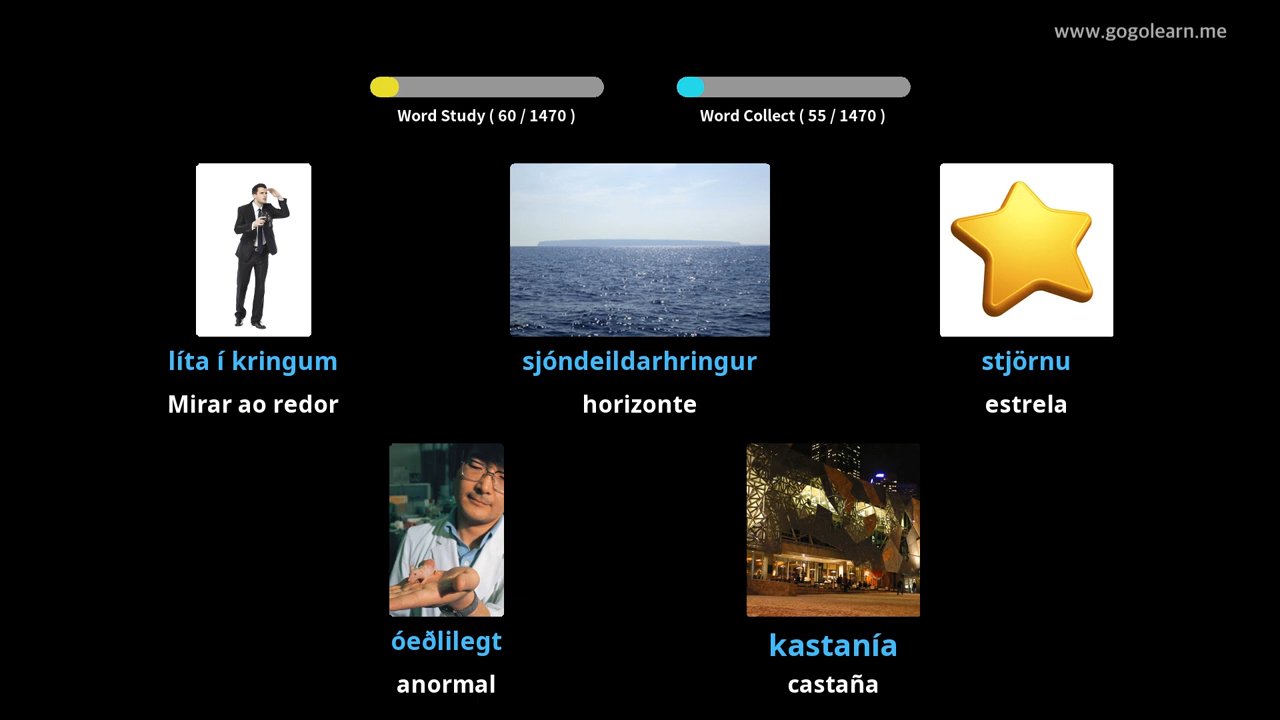 www.gogolearn.me
Word Study ( 60 / 1470 )
Word Collect ( 55 / 1470 )
líta í kringum
sjóndeildarhringur
stjörnu
Mirar ao redor
horizonte
estrela
óeðlilegt
kastanía
anormal
castaña